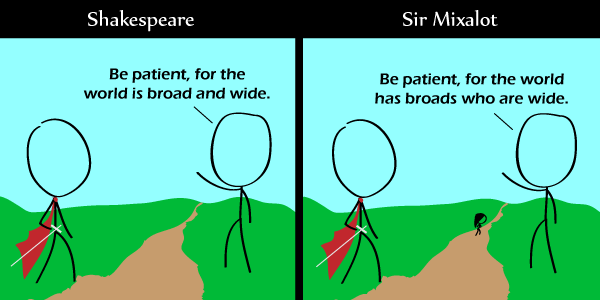 Shakespeare
Be patient, for the
world is broad and wide.
Sir Mixalot
Be patient, for the world
has broads who are wide.